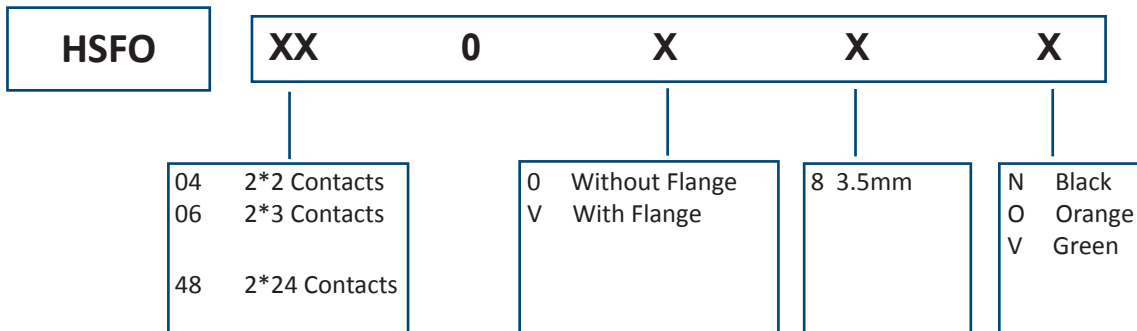 HSFO XX 0 X X X
04 2*2 Contacts
06 2*3 Contacts
48 2*24 Contacts
0 Without Flange
V With Flange
8 3.5mm
N Black
O Orange
V Green